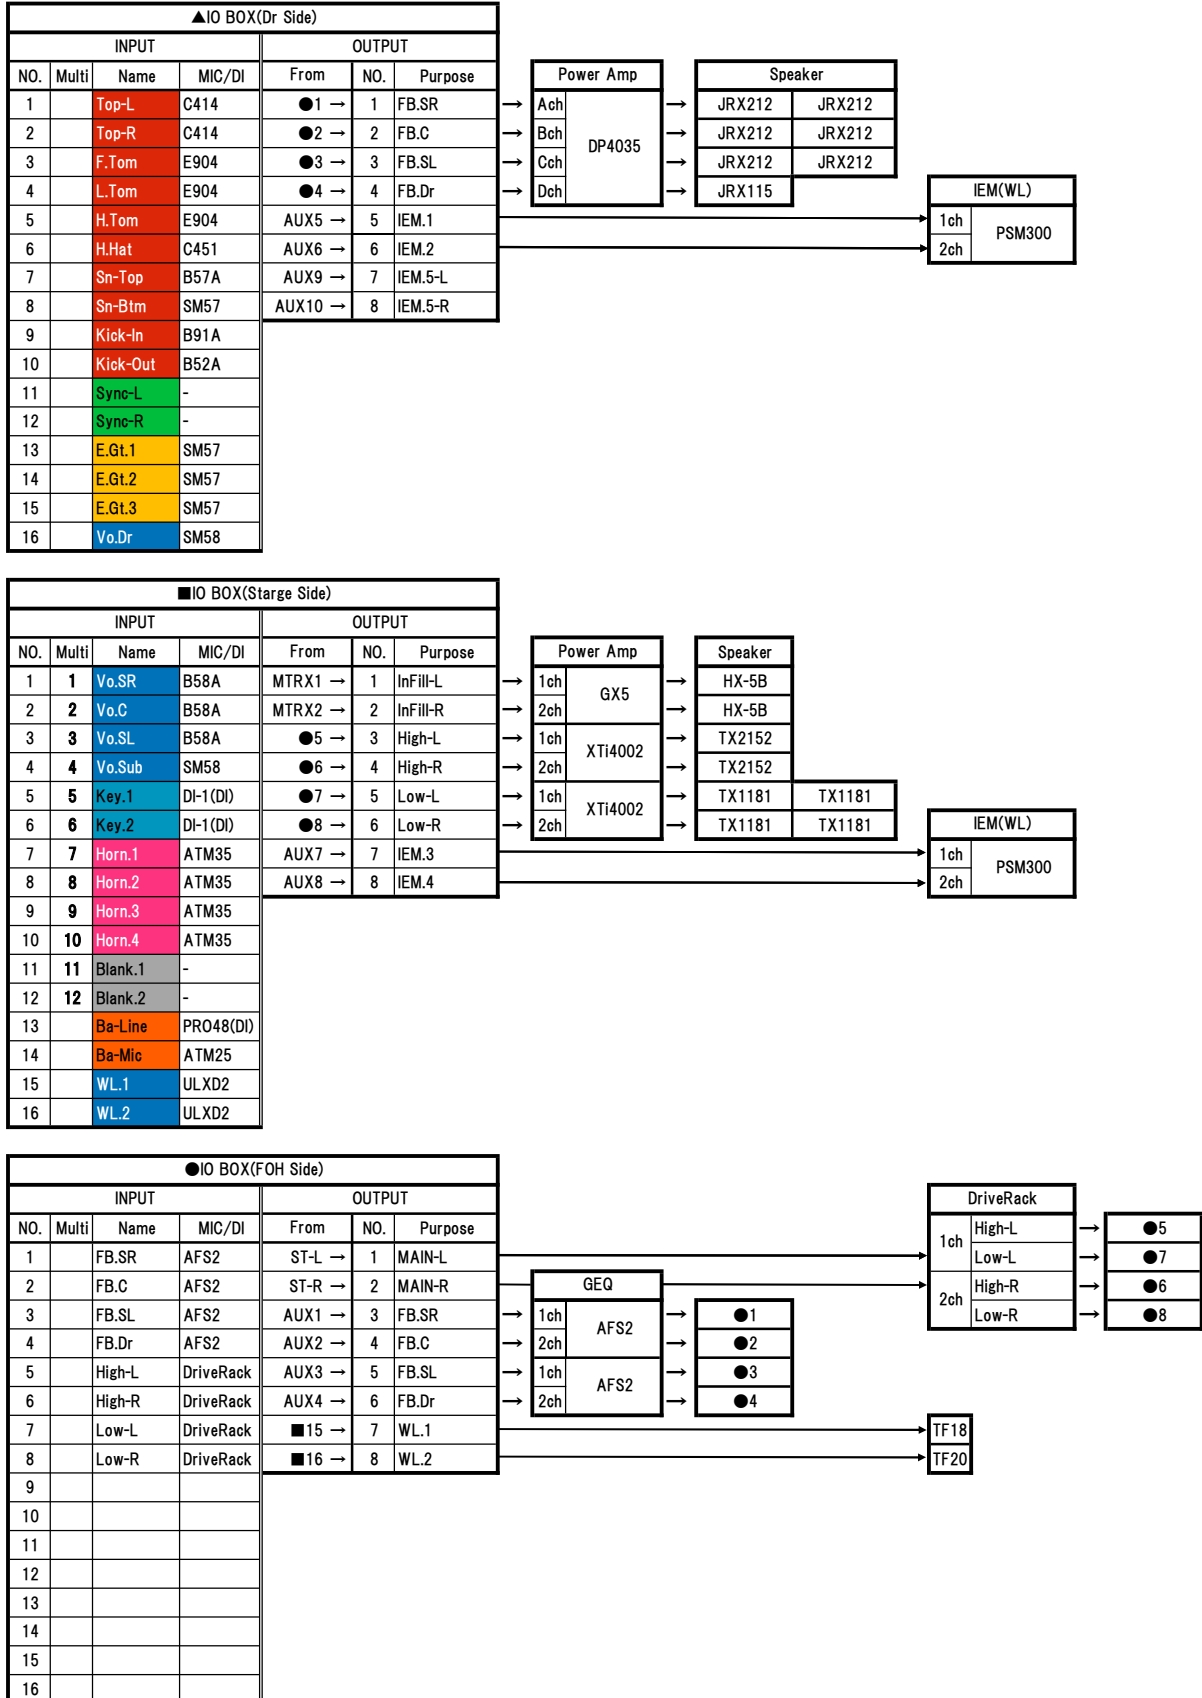 ▲IO BOX(Dr Side)
INPUT OUTPUT
NO. Multi Name MIC/DI From NO. Purpose Power Amp Speaker
1 Top-L C414 ●1 → 1 FB.SR → Ach DP4035 → JRX212 JRX212
2 Top-R C414 ●2 → 2 FB.C → Bch → JRX212 JRX212
3 F.Tom E904 ●3 → 3 FB.SL → Cch → JRX212 JRX212
4 L.Tom E904 ●4 → 4 FB.Dr → Dch → JRX115 IEM(WL)
5 H.Tom E904 AUX5 → 5 IEM.1 1ch PSM300
6 H.Hat C451 AUX6 → 6 IEM.2 2ch
7 Sn-Top B57A AUX9 → 7 IEM.5-L
8 Sn-Btm SM57 AUX10 → 8 IEM.5-R
9 Kick-In B91A
10 Kick-Out B52A
11 Sync-L -
12 Sync-R -
13 E.Gt.1 SM57
14 E.Gt.2 SM57
15 E.Gt.3 SM57
16 Vo.Dr SM58
■IO BOX(Starge Side)
INPUT OUTPUT
NO. Multi Name MIC/DI From NO. Purpose Power Amp Speaker
1 1 Vo.SR B58A MTRX1 → 1 InFill-L → 1ch GX5 → HX-5B
2 2 Vo.C B58A MTRX2 → 2 InFill-R → 2ch → HX-5B
3 3 Vo.SL B58A ●5 → 3 High-L → 1ch XTi4002 → TX2152
4 4 Vo.Sub SM58 ●6 → 4 High-R → 2ch → TX2152
5 5 Key.1 DI-1(DI) ●7 → 5 Low-L → 1ch XTi4002 → TX1181 TX1181
6 6 Key.2 DI-1(DI) ●8 → 6 Low-R → 2ch → TX1181 TX1181 IEM(WL)
7 7 Horn.1 ATM35 AUX7 → 7 IEM.3 1ch PSM300
8 8 Horn.2 ATM35 AUX8 → 8 IEM.4 2ch
9 9 Horn.3 ATM35
10 10 Horn.4 ATM35
11 11 Blank.1 -
12 12 Blank.2 -
13 Ba-Line PRO48(DI)
14 Ba-Mic ATM25
15 WL.1 ULXD2
16 WL.2 ULXD2
●IO BOX(FOH Side)
INPUT OUTPUT DriveRack
NO. Multi Name MIC/DI From NO. Purpose 1ch High-L → ●5
1 FB.SR AFS2 ST-L → 1 MAIN-L Low-L → ●7
2 FB.C AFS2 ST-R → 2 MAIN-R GEQ 2ch High-R → ●6
3 FB.SL AFS2 AUX1 → 3 FB.SR → 1ch AFS2 → ●1 Low-R → ●8
4 FB.Dr AFS2 AUX2 → 4 FB.C → 2ch → ●2
5 High-L DriveRack AUX3 → 5 FB.SL → 1ch AFS2 → ●3
6 High-R DriveRack AUX4 → 6 FB.Dr → 2ch → ●4
7 Low-L DriveRack ■15 → 7 WL.1 TF18
8 Low-R DriveRack ■16 → 8 WL.2 TF20
9
10
11
12
13
14
15
16